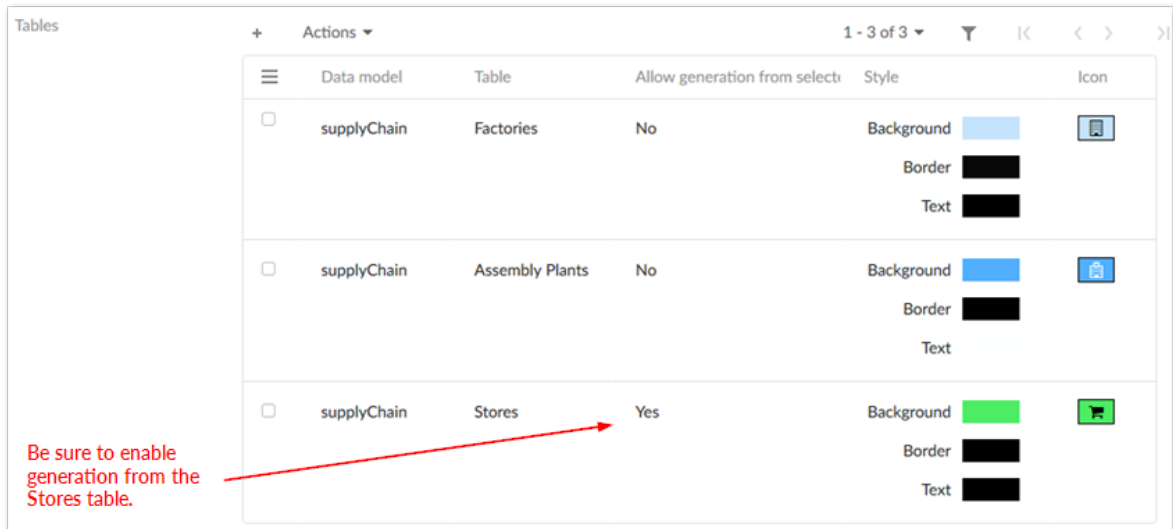 Tables
+ Actions
1 - 3 of 3
Data model Table Allow generation from selecte Style Icon
supplyChain Factories No Background
Border
Text
supplyChain Assembly Plants No Background
Border
Text
supplyChain Stores Yes Background
Border
Text
Be sure to enable
generation from the
Stores table.